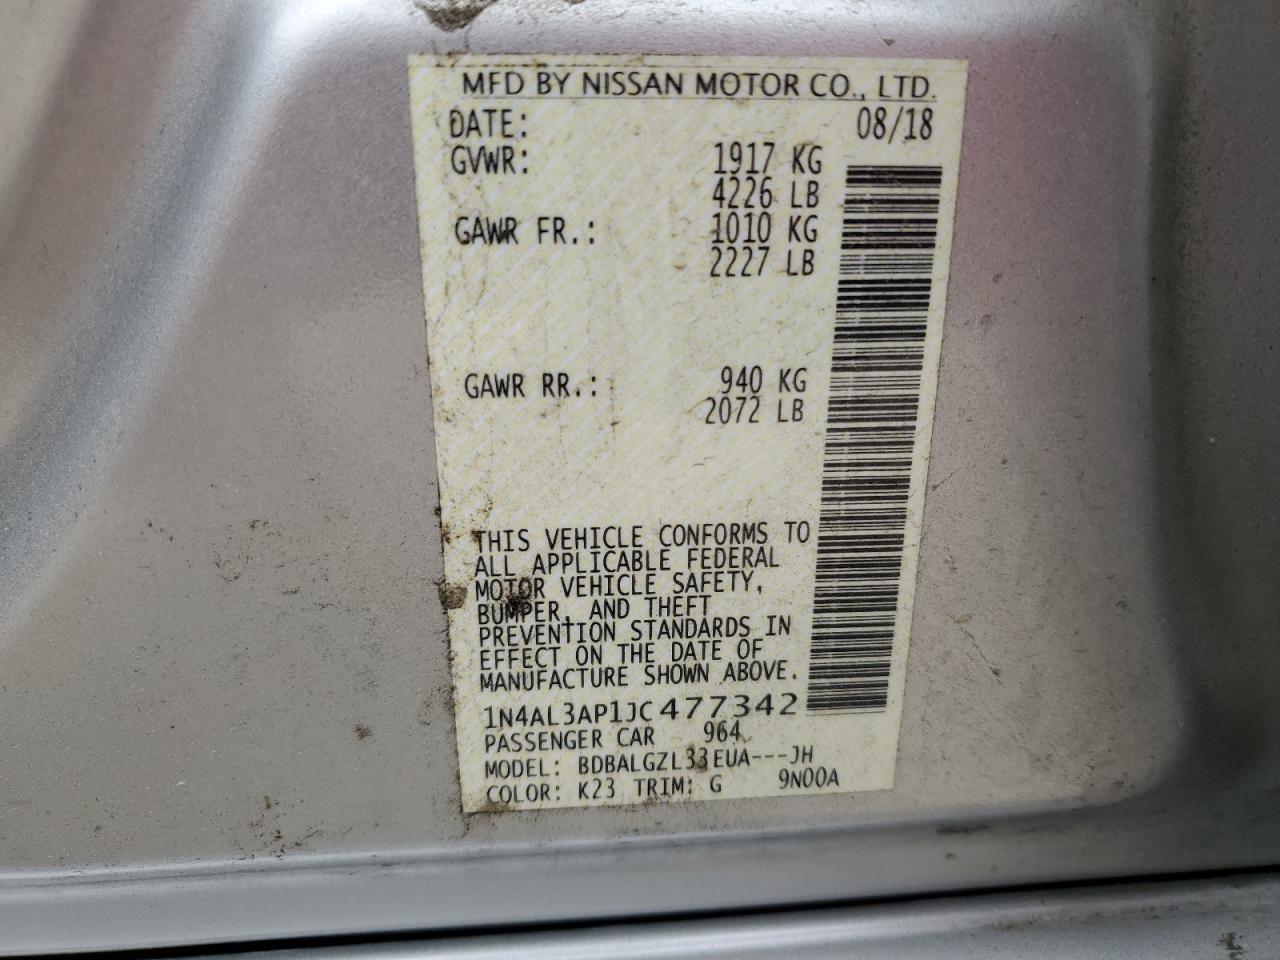 MFD BY NISSAN MOTOR CO., LTD.
DATE: 08/18
GVWR: 1917 KG
4226 LB
GAWR FR.: 1010 KG
2227 LB
GAWR RR.: 940 KG
2072 LB
THIS VEHICLE CONFORMS TO
ALL APPLICABLE FEDERAL
MOTOR VEHICLE SAFETY,
BUMPER, AND THEFT
PREVENTION STANDARDS IN
EFFECT ON THE DATE OF
MANUFACTURE SHOWN ABOVE.
1N4AL3AP1JC477342
PASSENGER CAR 964
MODEL: BDBALGZL33EUA---JH
COLOR: K23 TRIM: G 9N00A